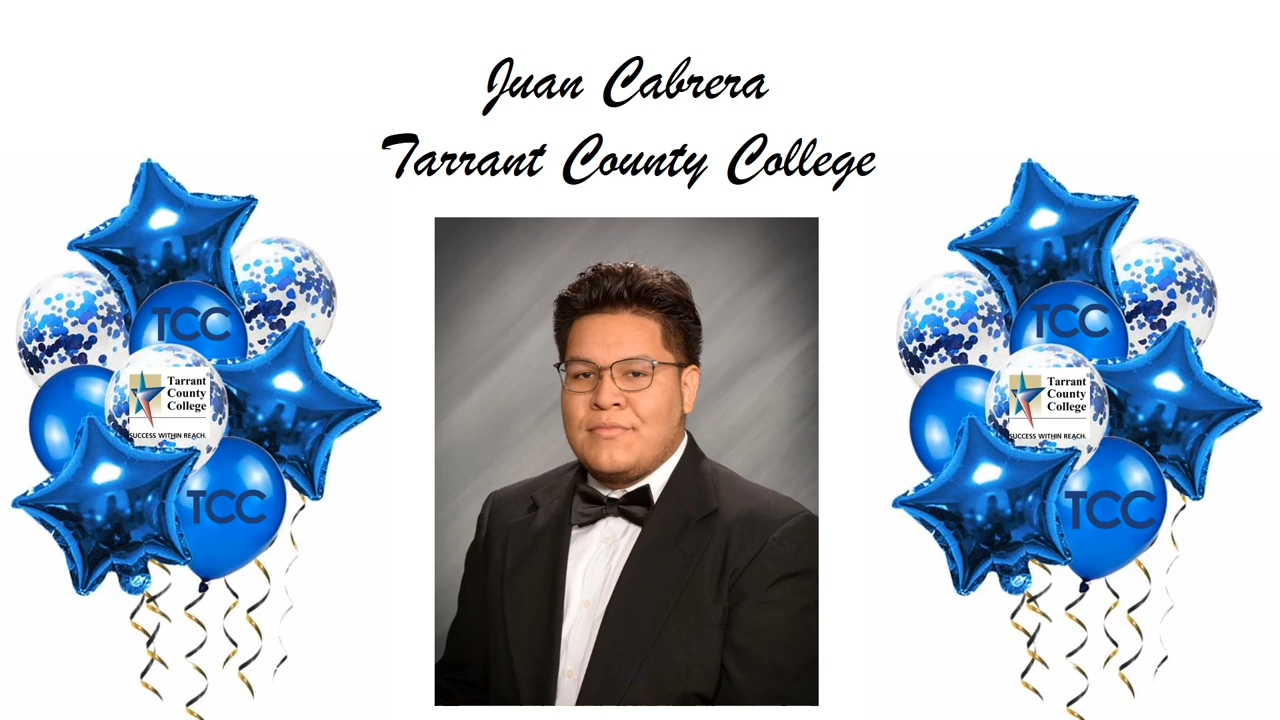 Juan Cabrera
Tarrant County College
TCC
Tarrant
County
College
SUCCESS WITHIN REACH.
TCC
TCC
Tarrant
County
College
SUCCESS WITHIN REACH.
TCC